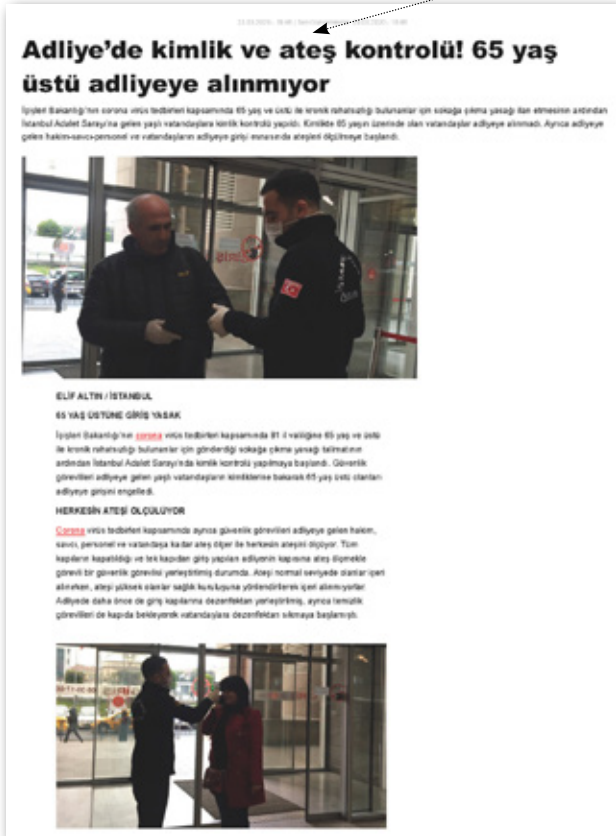 Adliye’de kimlik ve ateş kontrolü! 65 yaş
üstü adliyeye alınmıyor
İçişleri Bakanlığı'nın corona virüs tedbirleri kapsamında 65 yaş ve üstü ile kronik rahatsızlığı bulunanlar için sokağa çıkma yasağı ilan etmesinin ardından
İstanbul Adalet Sarayı'na gelen yaşlı vatandaşlara kimlik kontrolü yapıldı. Kimlikte 65 yaşın üzerinde olan vatandaşlar adliyeye alınmadı. Ayrıca adliyeye
gelen hakim-savcı-personel ve vatandaşların adliyeye girişi esnasında ateşleri ölçülmeye başlandı.
ELİF ALTIN / İSTANBUL
65 YAŞ ÜSTÜNE GİRİŞ YASAK
İçişleri Bakanlığı'nın corona virüs tedbirleri kapsamında 81 il valiliğine 65 yaş ve üstü
ile kronik rahatsızlığı bulunanlar için gönderdiği sokağa çıkma yasağı talimatının
ardından İstanbul Adalet Sarayı'nda kimlik kontrolü yapılmaya başlandı. Güvenlik
görevlileri adliyeye gelen yaşlı vatandaşların kimliklerine bakarak 65 yaş üstü olanları
adliyeye girişini engelledi.
HERKESİN ATEŞİ ÖLÇÜLÜYOR
Corona virüs tedbirleri kapsamında ayrıca güvenlik görevlileri adliyeye gelen hakim,
savcı, personel ve vatandaşa kadar ateş ölçer ile herkesin ateşini ölçüyor. Tüm
kapıların kapatıldığı ve tek kapıdan giriş yapılan adliyenin kapısına ateş ölçmekle
görevli bir güvenlik görevlisi yerleştirilmiş durumda. Ateşi normal seviyede olanlar içeri
alınırken, ateşi yüksek olanlar sağlık kuruluşuna yönlendirilerek içeri alınmıyorlar.
Adliyede daha önce de giriş kapılarına dezenfektan yerleştirilmiş, ayrıca temizlik
görevlileri de kapıda bekleyerek vatandaşlara dezenfektan sıkmaya başlamıştı.